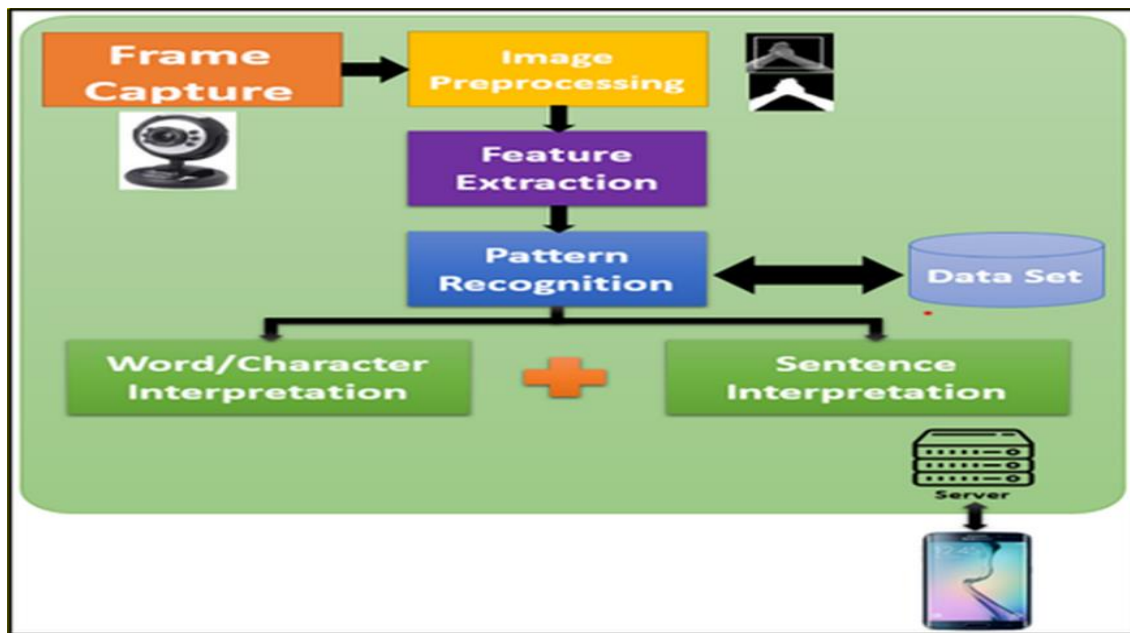 Frame
Capture
Image
Preprocessing
Feature
Extraction
Pattern
Recognition
Data Set
Word/Character
Interpretation
Sentence
Interpretation
Server